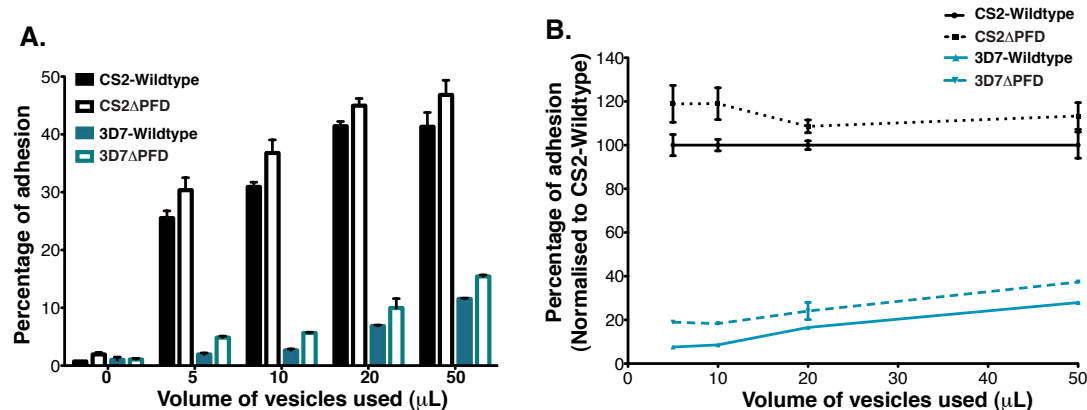 A.
CS2-Wildtype
CS2ΔPFD
3D7-Wildtype
3D7ΔPFD
Percentage of adhesion
50
40
30
20
10
0
0 5 10 20 50
Volume of vesicles used (μL)
B.
CS2-Wildtype
CS2ΔPFD
3D7-Wildtype
3D7ΔPFD
Percentage of adhesion
(Normalised to CS2-Wildtype)
140
120
100
80
60
40
20
0
0 10 20 30 40 50
Volume of vesicles used (μL)